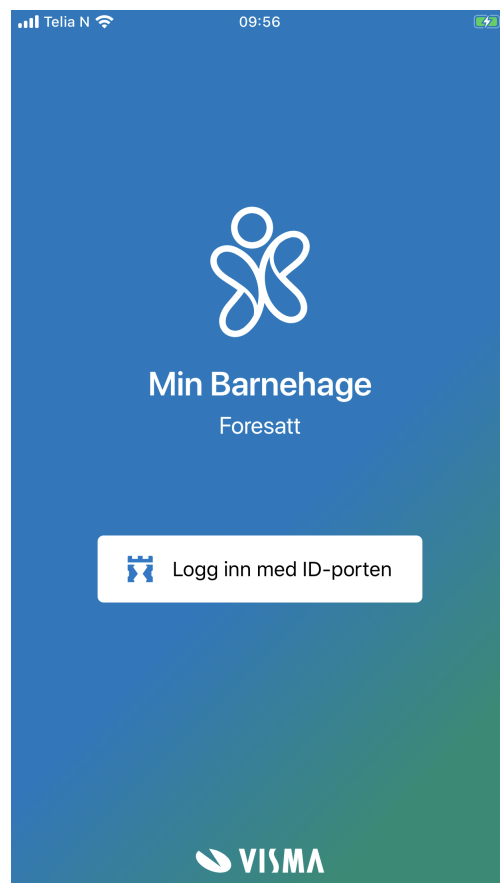 Telia N 09:56
Min Barnehage
Foresatt
Logg inn med ID-porten
VISMA